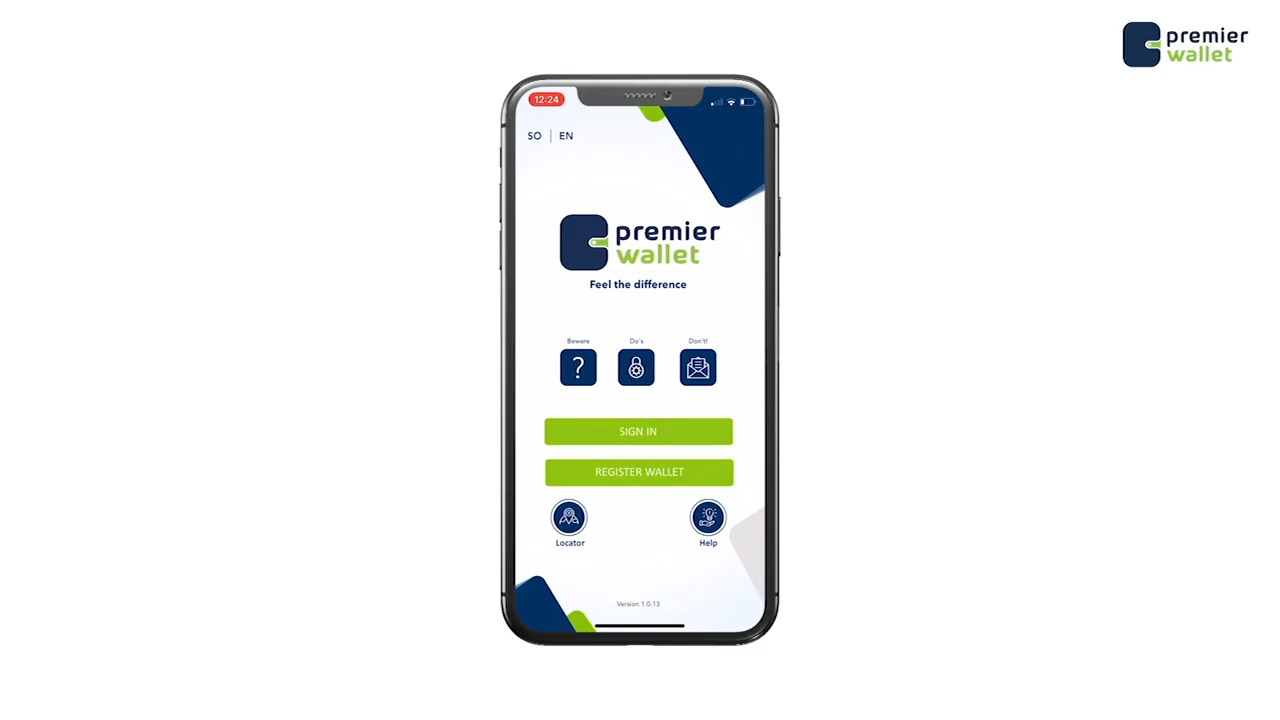 premier
wallet
12:24
SO | EN
premier
wallet
Feel the difference
Beware
Do's
Don't!
?
SIGN IN
REGISTER WALLET
Locator
Help
Version 1.0.13